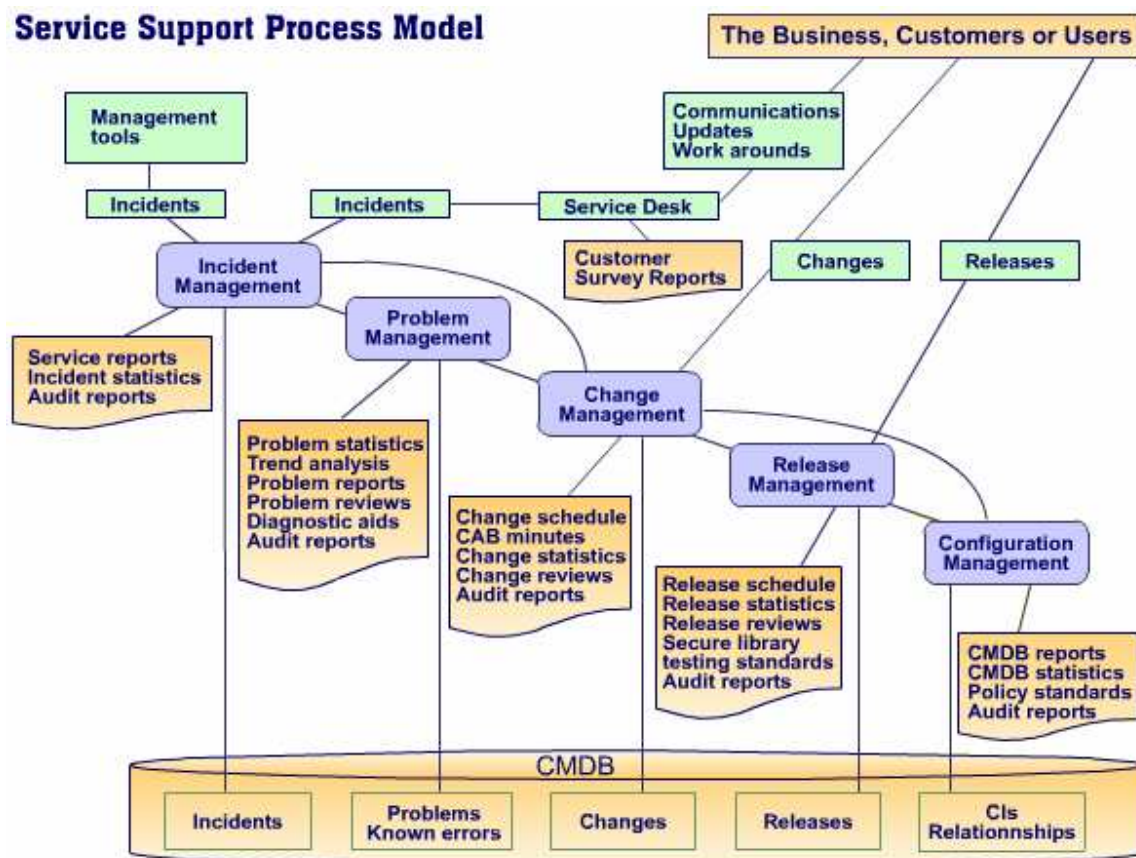 Service Support Process Model
The Business, Customers or Users
Management
tools
Communications
Updates
Work arounds
Incidents
Incidents
Service Desk
Customer
Survey Reports
Changes
Releases
Incident
Management
Problem
Management
Change
Management
Release
Management
Configuration
Management
Service reports
Incident statistics
Audit reports
Problem statistics
Trend analysis
Problem reports
Problem reviews
Diagnostic aids
Audit reports
Change schedule
CAB minutes
Change statistics
Change reviews
Audit reports
Release schedule
Release statistics
Release reviews
Secure library
testing standards
Audit reports
CMDB reports
CMDB statistics
Policy standards
Audit reports
CMDB
Incidents
Problems
Known errors
Changes
Releases
CIs
Relationnships